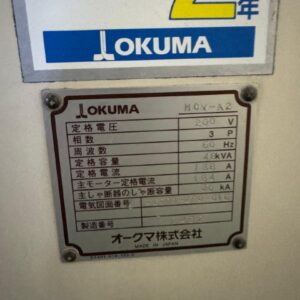 2年
OKUMA
OKUMA MCV-A2
定格電圧 200 V
相数 3 P
周波数 60 Hz
定格容量 kVA
定格電流 A
主モーター定格電流 A
主しゃ断器のしゃ断容量 kA
電気図面番号
製造番号
オークマ株式会社
MADE IN JAPAN